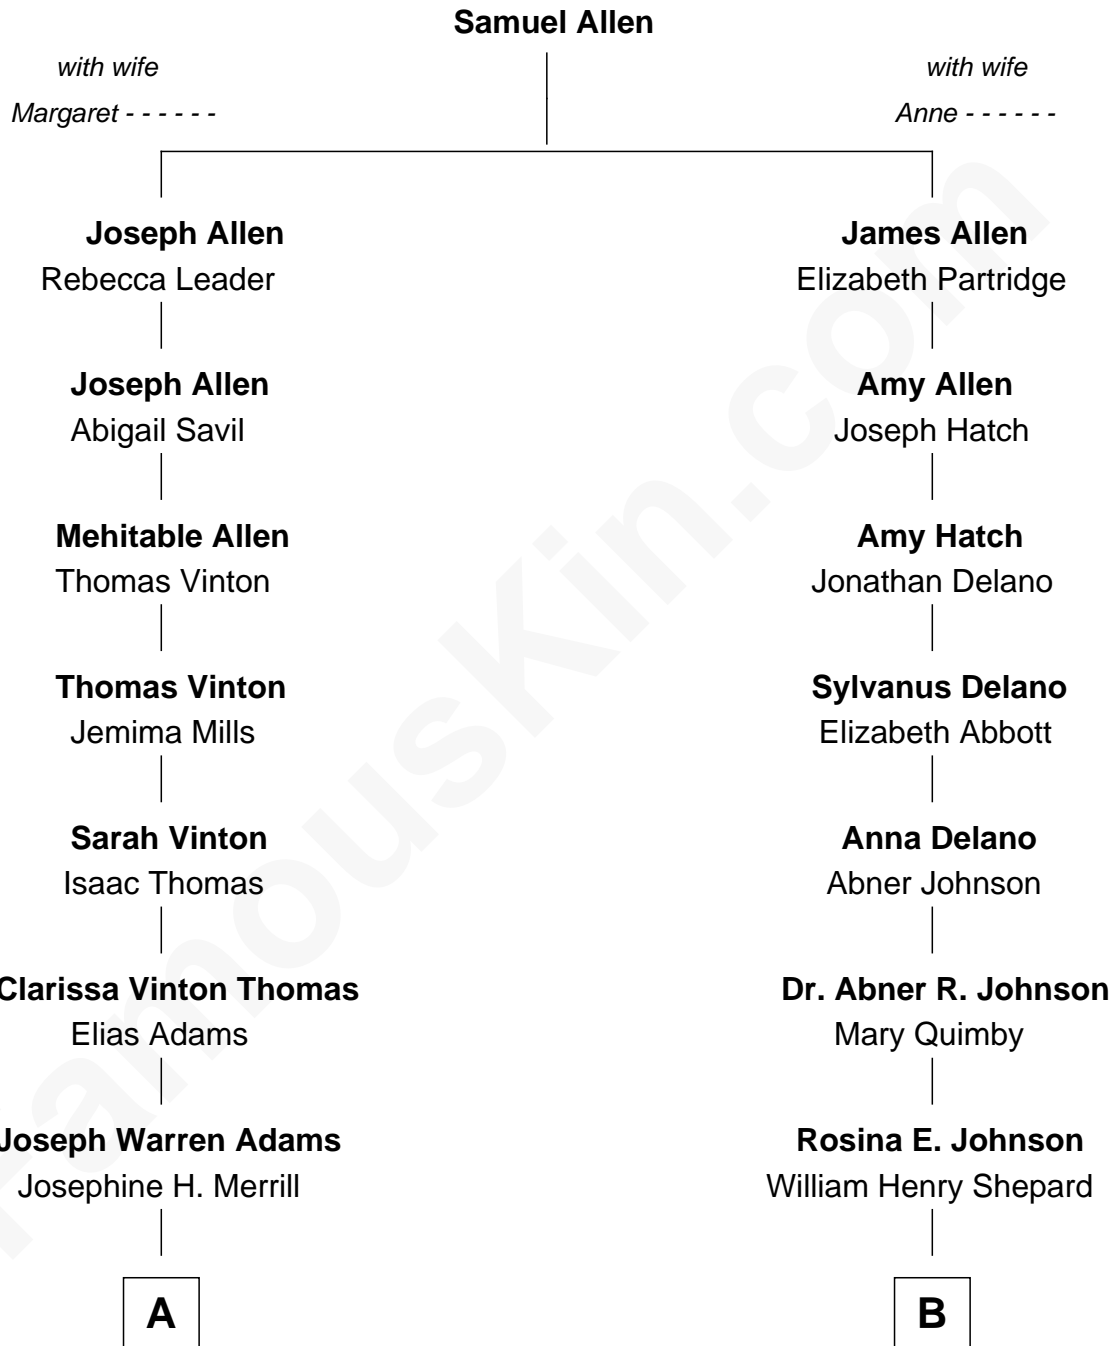 Samuel Allen
with wife
Margaret - - - - - -
with wife
Anne - - - - - -
Joseph Allen
Rebecca Leader
James Allen
Elizabeth Partridge
Joseph Allen
Abigail Savil
Amy Allen
Joseph Hatch
Mehitable Allen
Thomas Vinton
Amy Hatch
Jonathan Delano
Thomas Vinton
Jemima Mills
Sylvanus Delano
Elizabeth Abbott
Sarah Vinton
Isaac Thomas
Anna Delano
Abner Johnson
Clarissa Vinton Thomas
Elias Adams
Dr. Abner R. Johnson
Mary Quimby
Joseph Warren Adams
Josephine H. Merrill
Rosina E. Johnson
William Henry Shepard
A
B
FamousKin.com